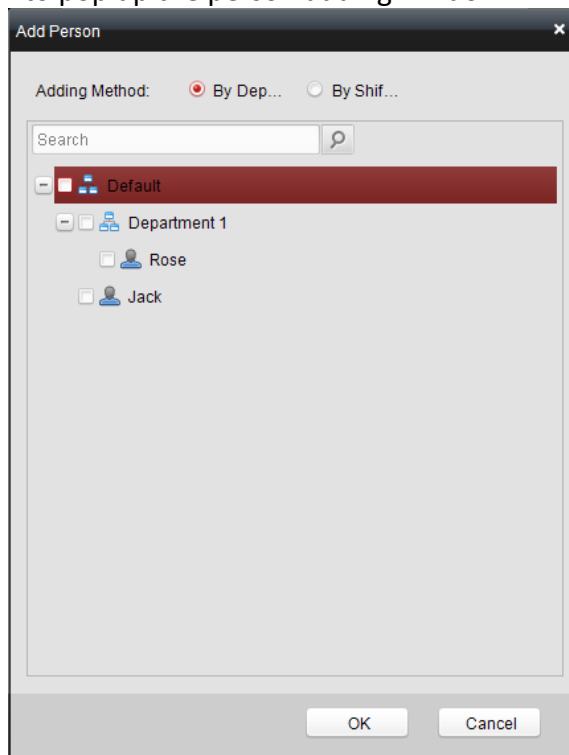 Add Person
Adding Method: By Dep... By Shif...
Search
Default
Department 1
Rose
Jack
OK Cancel